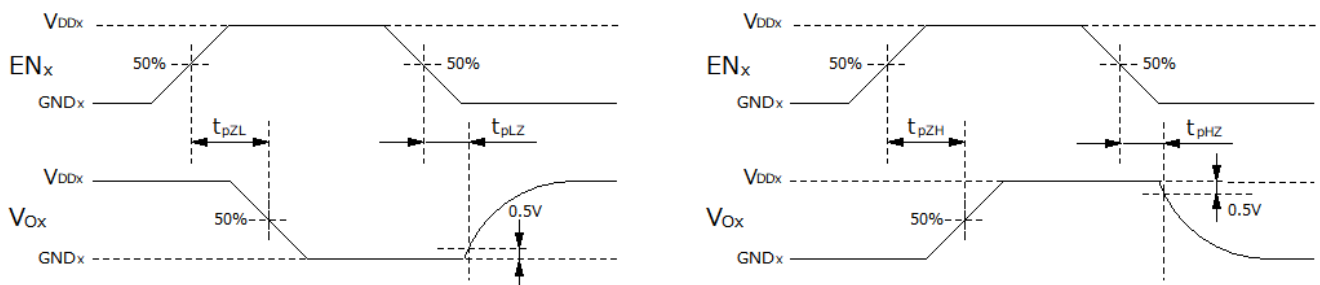 VDDx
ENx
50%
50%
GNDx
tpZL
tpLZ
VDDx
VOx
50%
0.5V
GNDx
VDDx
ENx
50%
50%
GNDx
tpZH
tpHZ
VDDx
VOx
50%
0.5V
GNDx